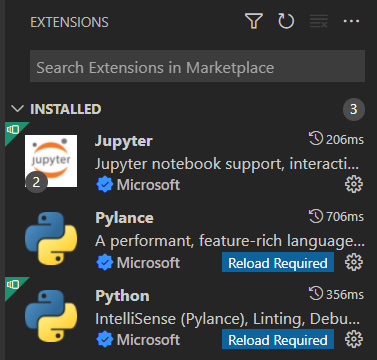 EXTENSIONS
Search Extensions in Marketplace
INSTALLED 3
Jupyter 206ms
jupyter
2
Jupyter notebook support, interacti...
Microsoft
Pylance 706ms
A performant, feature-rich language...
Microsoft Reload Required
Python 356ms
IntelliSense (Pylance), Linting, Debu...
Microsoft Reload Required